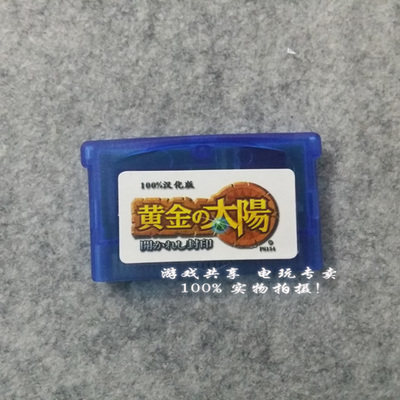 100%汉化版
黄金の太陽
開かれし封印
P0154
游戏共享 电玩专卖
100%实物拍摄!